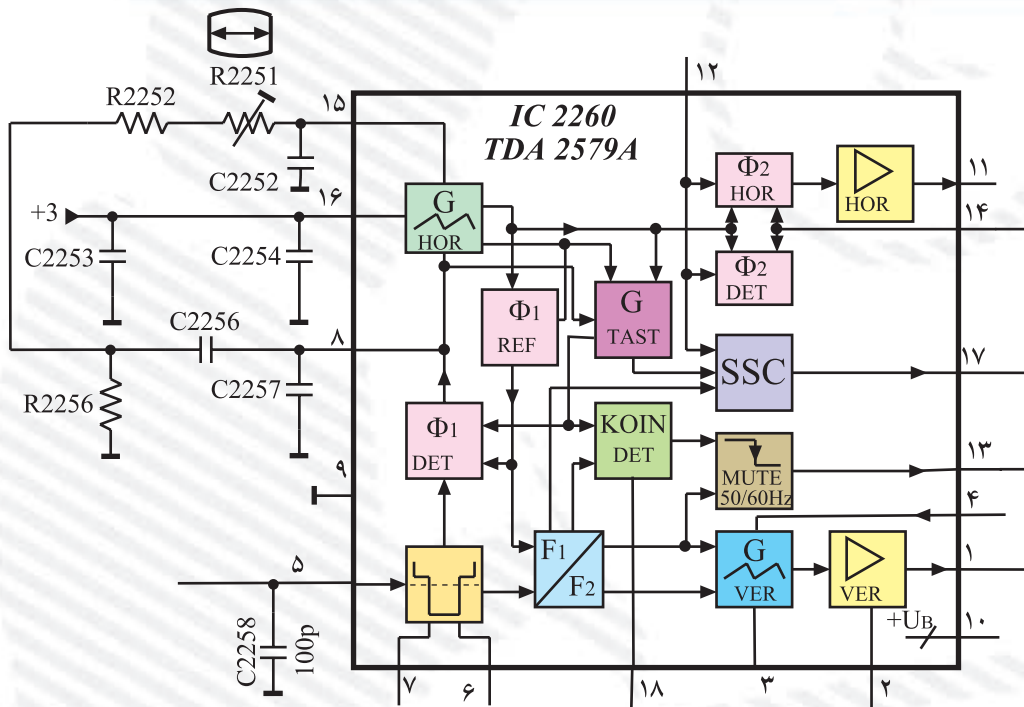 R2251
R2252
۱۵
۱۲
IC 2260
TDA 2579A
C2252
Φ2
HOR
HOR
۱۱
۱۶
+3
G
HOR
۱۴
C2253
C2254
Φ2
DET
Φ1
REF
G
TAST
C2256
۸
SSC
۱۷
R2256
C2257
Φ1
DET
KOIN
DET
MUTE
50/60Hz
۱۳
۹
۴
۵
F1
F2
G
VER
VER
۱
C2258
100p
+UB
۱۰
۷
۶
۱۸
۳
۲